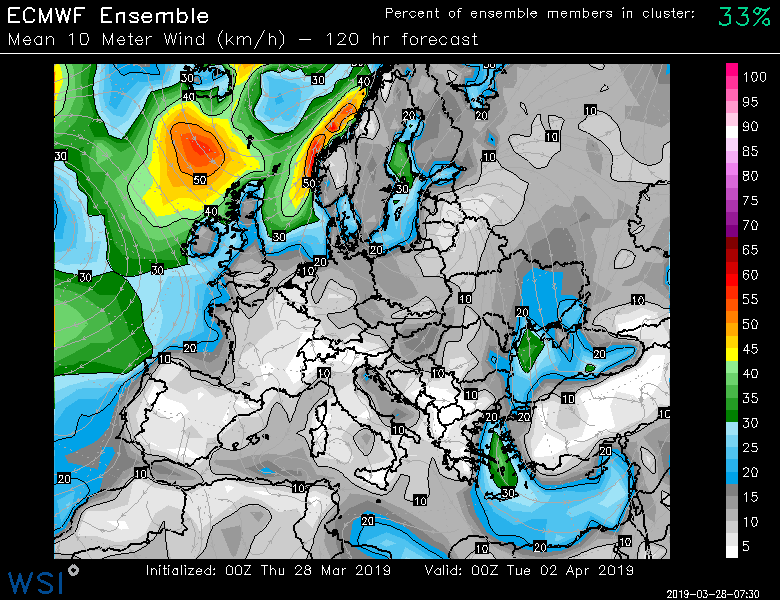 ECMWF Ensemble
Percent of ensemble members in cluster: 33%
Mean 10 Meter Wind (km/h) – 120 hr forecast
30 40 30 40 20 20 10 10 10
30 50 50 30
40 30 20
30 30 10 20
10 20 10
20 20
10 10 10 10
10 20 20 10
10 20
20 10 10 30
10
20 10 20 10
100
95
90
85
80
75
70
65
60
55
50
45
40
35
30
25
20
15
10
5
Initialized: 00Z Thu 28 Mar 2019 Valid: 00Z Tue 02 Apr 2019
WSI
2019-03-28-07:30